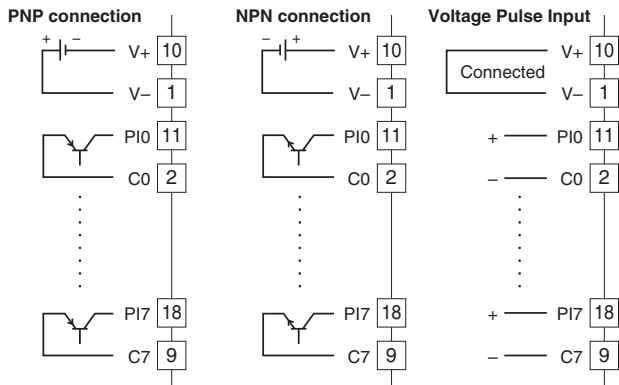 PNP connection
+ – V+ 10
V– 1
PI0 11
C0 2
PI7 18
C7 9
NPN connection
– + V+ 10
V– 1
PI0 11
C0 2
PI7 18
C7 9
Voltage Pulse Input
V+ 10
Connected
V– 1
+ PI0 11
– C0 2
+ PI7 18
– C7 9